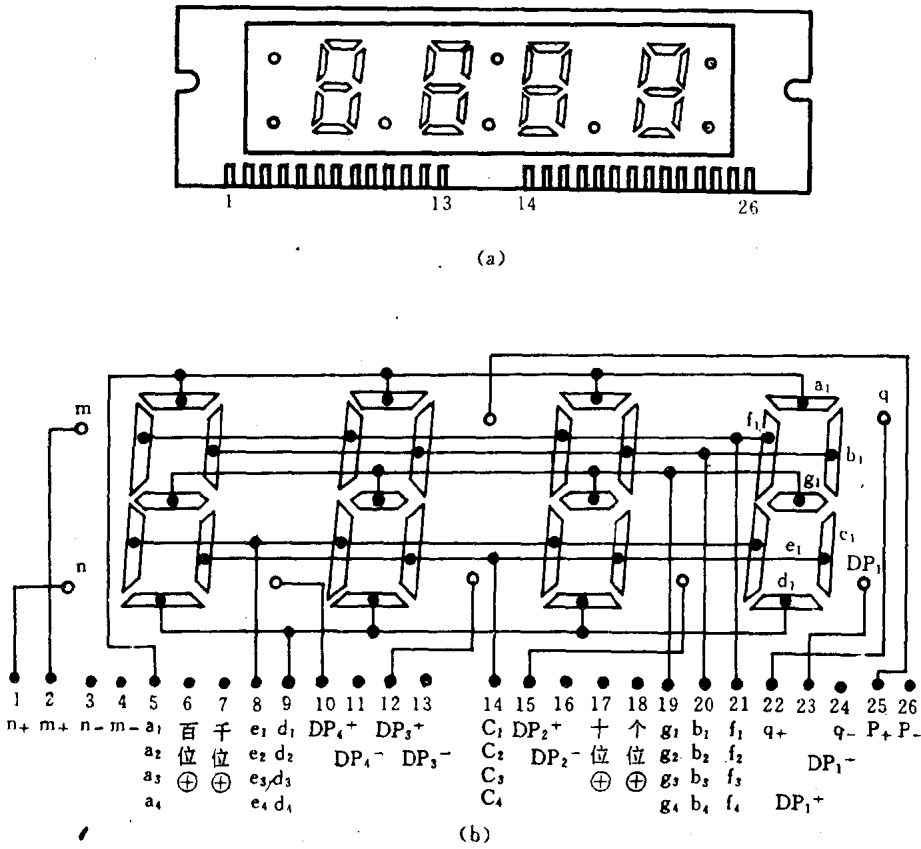 1 13 14 26
(a)
a₁ q
m f₁
b₁
g₁
c₁
e₁
n d₁ DP₁
1 2 3 4 5 6 7 8 9 10 11 12 13 14 15 16 17 18 19 20 21 22 23 24 25 26
n₊ m₊ n₋ m₋ a₁ 百 千 e₁ d₁ DP₄⁺ DP₃⁺ C₁ DP₂⁺ 十 个 g₁ b₁ f₁ q₊ q₋ P₊ P₋
a₂ 位 位 e₂ d₂ DP₄⁻ DP₃⁻ C₂ DP₂⁻ 位 位 g₂ b₂ f₂ DP₁⁻
a₃ ⊕ ⊕ e₃ d₃ C₃ ⊕ ⊕ g₃ b₃ f₃
a₄ e₄ d₄ C₄ g₄ b₄ f₄ DP₁⁺
(b)